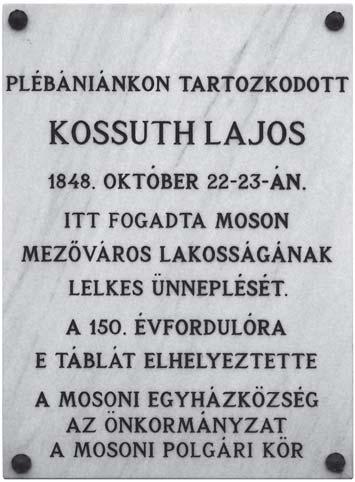 PLÉBÁNIÁNKON TARTOZKODOTT
KOSSUTH LAJOS
1848. OKTÓBER 22-23-ÁN.
ITT FOGADTA MOSON
MEZŐVÁROS LAKOSSÁGÁNAK
LELKES ÜNNEPLÉSÉT.
A 150. ÉVFORDULÓRA
E TÁBLÁT ELHELYEZTETTE
A MOSONI EGYHÁZKÖZSÉG
AZ ÖNKORMÁNYZAT
A MOSONI POLGÁRI KÖR